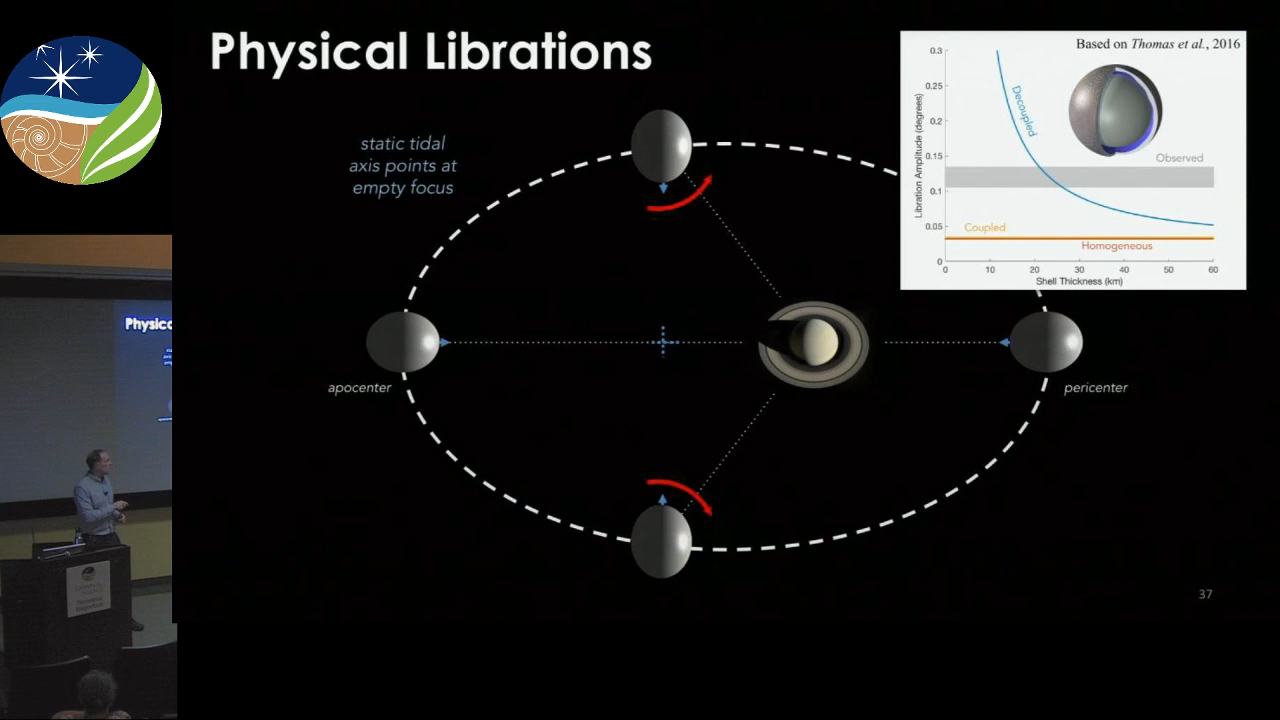 Physical Librations
static tidal
axis points at
empty focus
apocenter
pericenter
37
Based on Thomas et al., 2016
Libration Amplitude (degrees)
0.3
0.25
0.2
0.15
0.1
0.05
0
Decoupled
Observed
Coupled
Homogeneous
0 10 20 30 40 50 60
Shell Thickness (km)
Physic